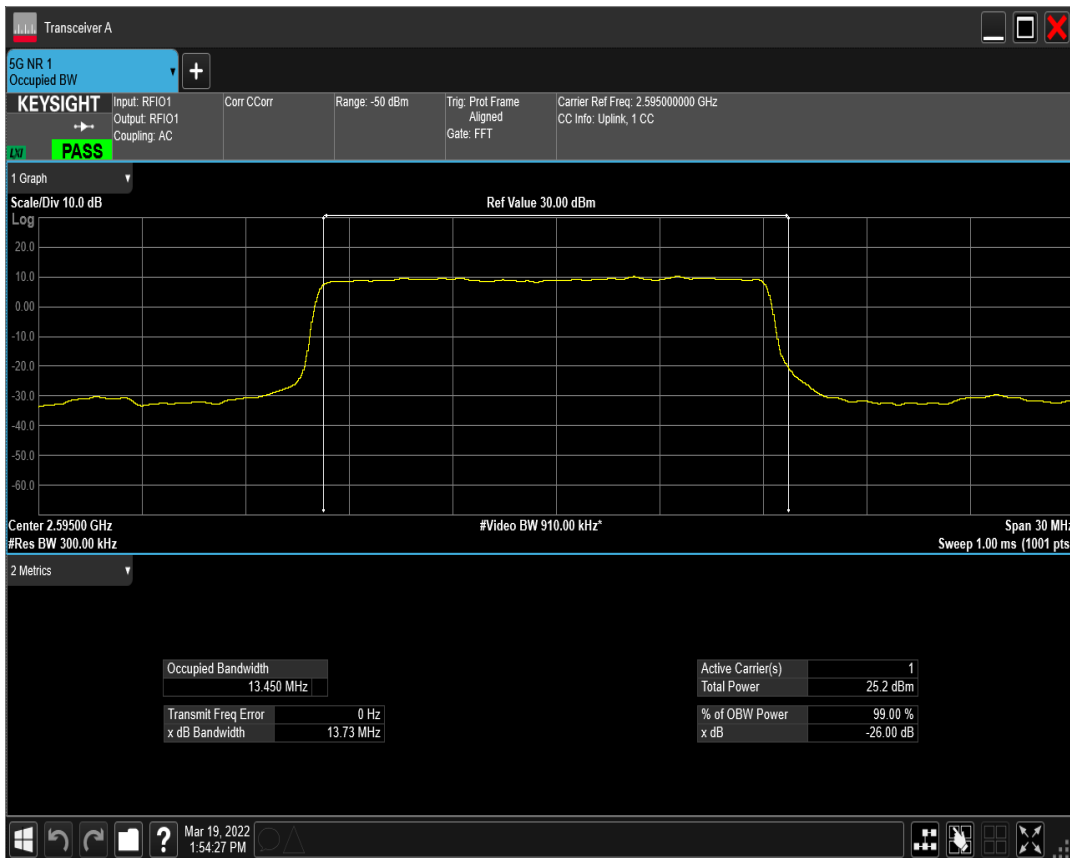 Transceiver A
5G NR 1
Occupied BW
KEYSIGHT
LXI
PASS
Input: RFIO1
Output: RFIO1
Coupling: AC
Corr CCorr
Range: -50 dBm
Trig: Prot Frame
Aligned
Gate: FFT
Carrier Ref Freq: 2.595000000 GHz
CC Info: Uplink, 1 CC
1 Graph
Scale/Div 10.0 dB
Ref Value 30.00 dBm
Log
20.0
10.0
0.00
-10.0
-20.0
-30.0
-40.0
-50.0
-60.0
Center 2.59500 GHz
#Video BW 910.00 kHz*
Span 30 MHz
#Res BW 300.00 kHz
Sweep 1.00 ms (1001 pts
2 Metrics
Occupied Bandwidth
13.450 MHz
Transmit Freq Error 0 Hz
x dB Bandwidth 13.73 MHz
Active Carrier(s) 1
Total Power 25.2 dBm
% of OBW Power 99.00 %
x dB -26.00 dB
?
Mar 19, 2022
1:54:27 PM